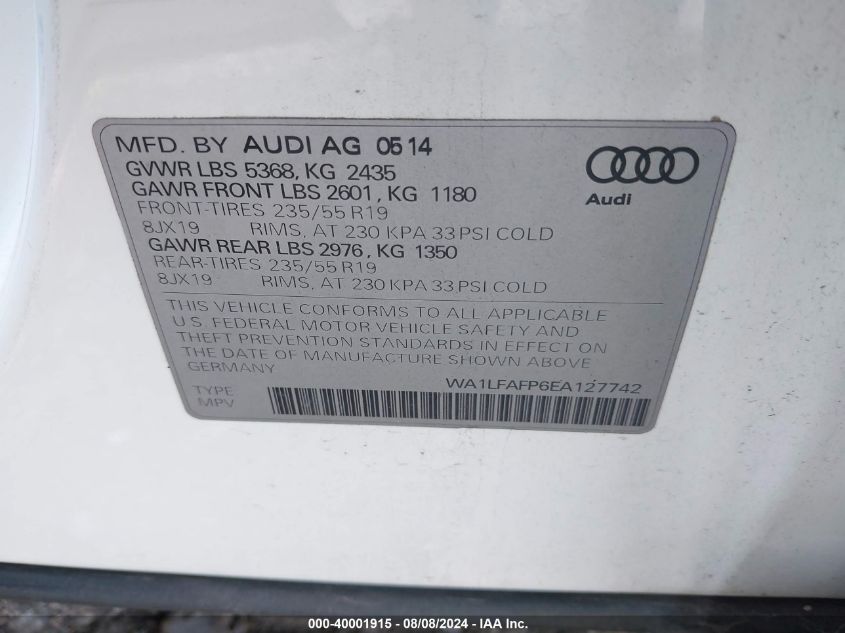 MFD. BY AUDI AG 05 14
GVWR LBS 5368, KG 2435
GAWR FRONT LBS 2601, KG 1180
FRONT-TIRES 235/55 R19
8JX19 RIMS, AT 230 KPA 33 PSI COLD
GAWR REAR LBS 2976, KG 1350
REAR-TIRES 235/55 R19
8JX19 RIMS, AT 230 KPA 33 PSI COLD
Audi
THIS VEHICLE CONFORMS TO ALL APPLICABLE
U.S. FEDERAL MOTOR VEHICLE SAFETY AND
THEFT PREVENTION STANDARDS IN EFFECT ON
THE DATE OF MANUFACTURE SHOWN ABOVE
GERMANY
WA1LFAFP6EA127742
TYPE
MPV
000-40001915 - 08/08/2024 - IAA Inc.